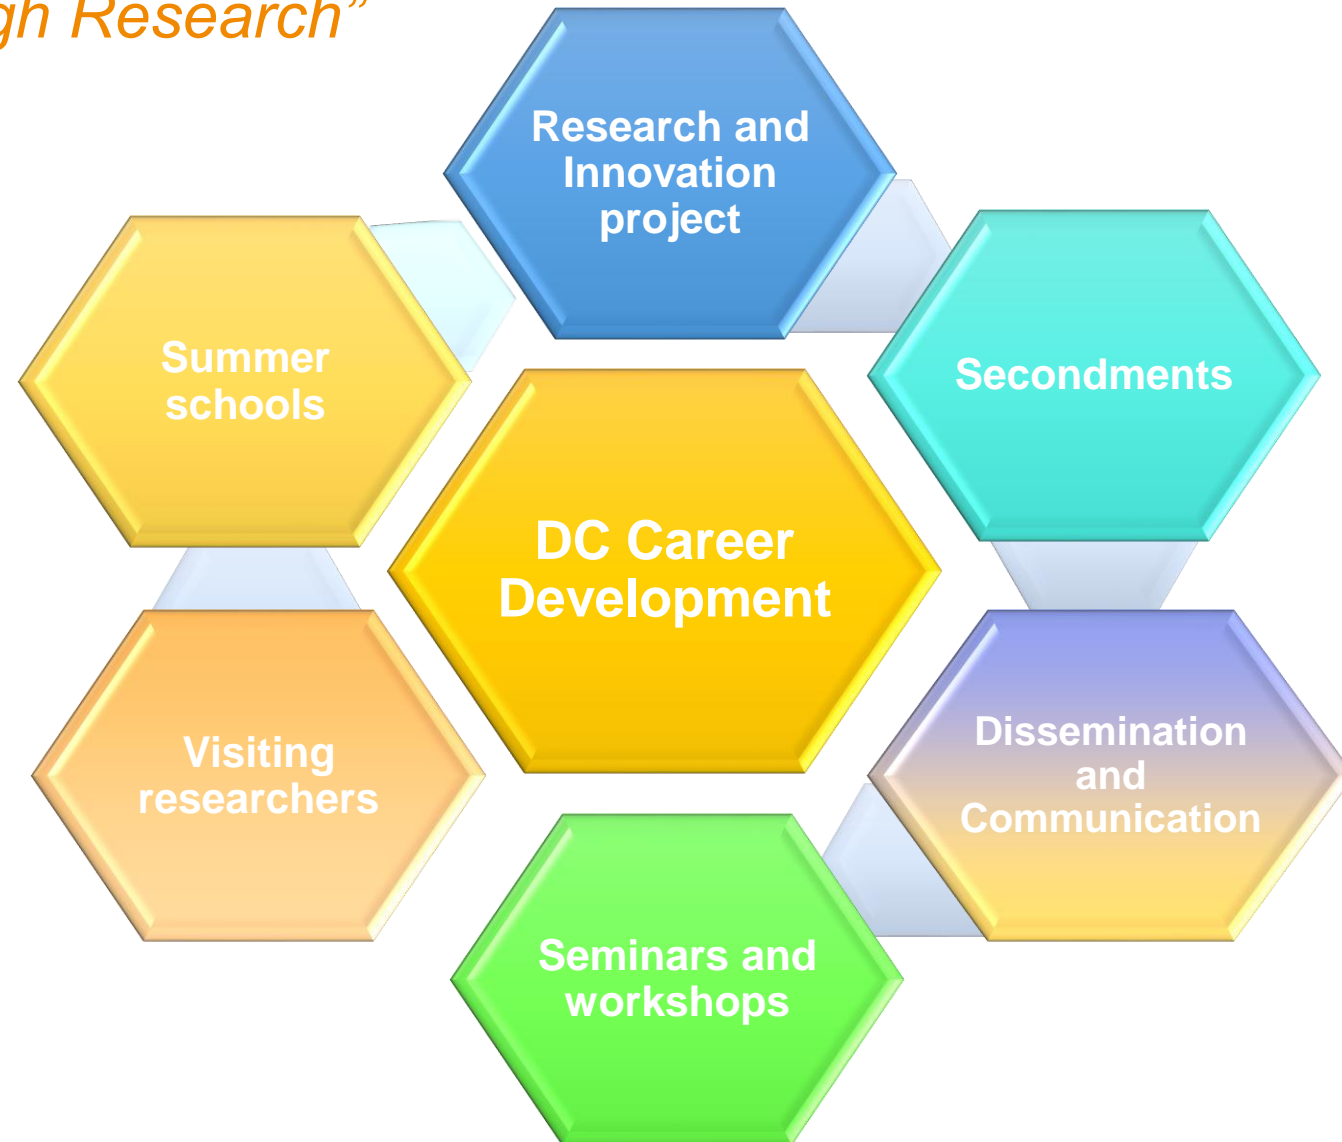 gh Research”
Research and
Innovation
project
Secondments
Dissemination
and
Communication
Seminars and
workshops
Visiting
researchers
Summer
schools
DC Career
Development